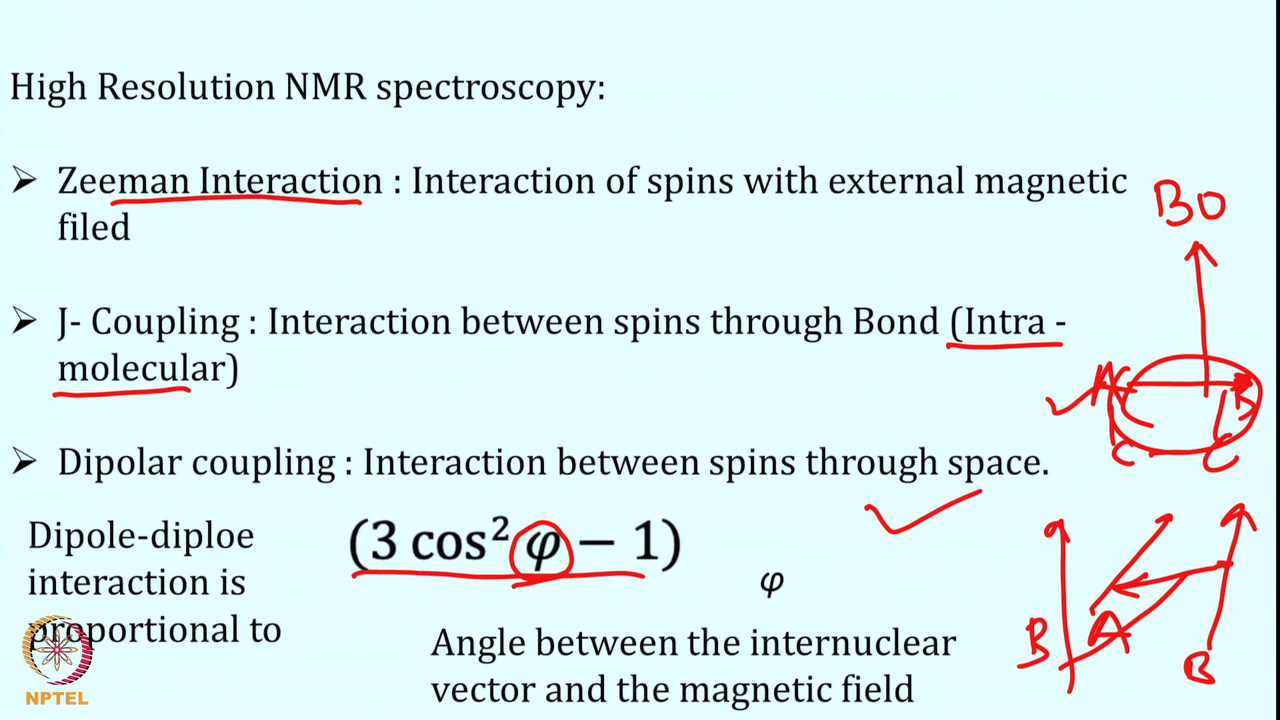 High Resolution NMR spectroscopy:
➤ Zeeman Interaction : Interaction of spins with external magnetic
filed
B0
➤ J- Coupling : Interaction between spins through Bond (Intra -
molecular)
A B
C C
➤ Dipolar coupling : Interaction between spins through space.
Dipole-diploe
interaction is
proportional to
(3 cos² φ − 1)
φ
Angle between the internuclear
vector and the magnetic field
B A B
NPTEL